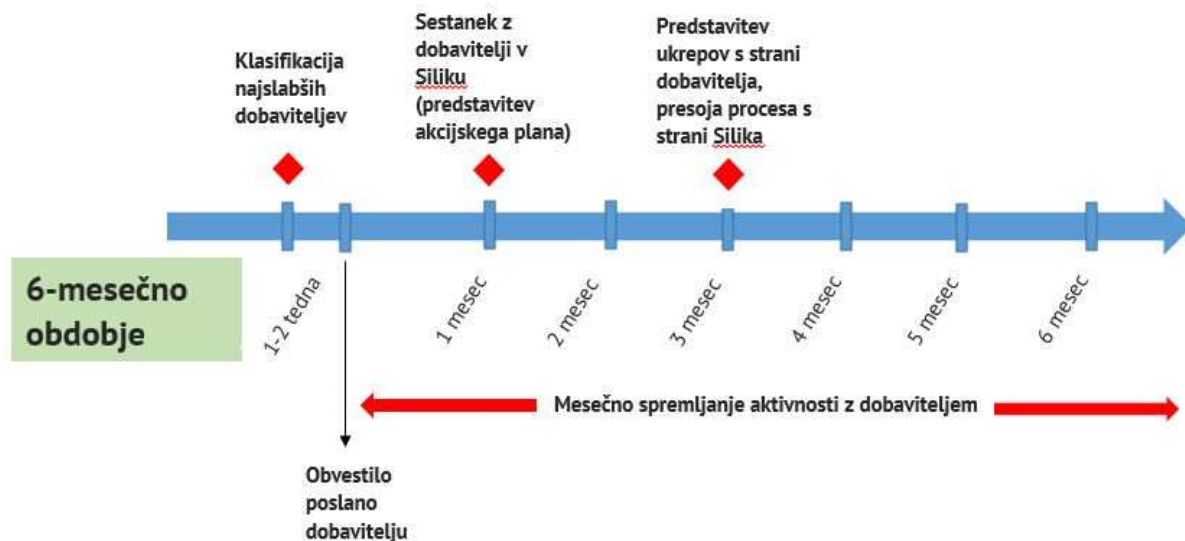 Klasifikacija
najslabših
dobaviteljev
Sestanek z
dobavitelji v
Siliku
(predstavitev
akcijskega plana)
Predstavitev
ukrepov s strani
dobavitelja,
presoja procesa s
strani Silika
6-mesečno
obdobje
1-2 tedna
1 mesec
2 mesec
3 mesec
4 mesec
5 mesec
6 mesec
Mesečno spremljanje aktivnosti z dobaviteljem
Obvestilo
poslano
dobavitelju